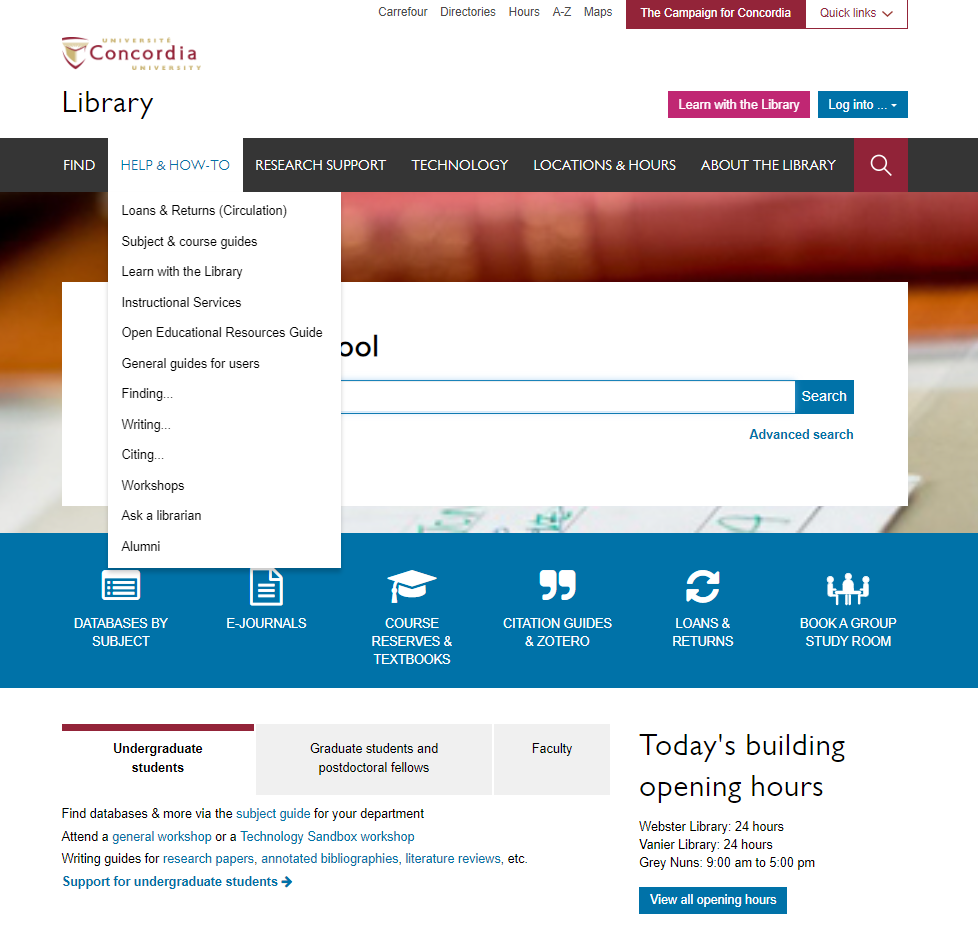 Carrefour Directories Hours A-Z Maps The Campaign for Concordia Quick links
UNIVERSITÉ
Concordia
UNIVERSITY
Library
Learn with the Library Log into ...
FIND HELP & HOW-TO RESEARCH SUPPORT TECHNOLOGY LOCATIONS & HOURS ABOUT THE LIBRARY
Loans & Returns (Circulation)
Subject & course guides
Learn with the Library
Instructional Services
Open Educational Resources Guide
ool
General guides for users
Finding...
Search
Writing...
Advanced search
Citing...
Workshops
Ask a librarian
Alumni
DATABASES BY
SUBJECT
E-JOURNALS
COURSE
RESERVES &
TEXTBOOKS
CITATION GUIDES
& ZOTERO
LOANS &
RETURNS
BOOK A GROUP
STUDY ROOM
Undergraduate
students
Graduate students and
postdoctoral fellows
Faculty
Find databases & more via the subject guide for your department
Attend a general workshop or a Technology Sandbox workshop
Writing guides for research papers, annotated bibliographies, literature reviews, etc.
Support for undergraduate students
Today's building
opening hours
Webster Library: 24 hours
Vanier Library: 24 hours
Grey Nuns: 9:00 am to 5:00 pm
View all opening hours